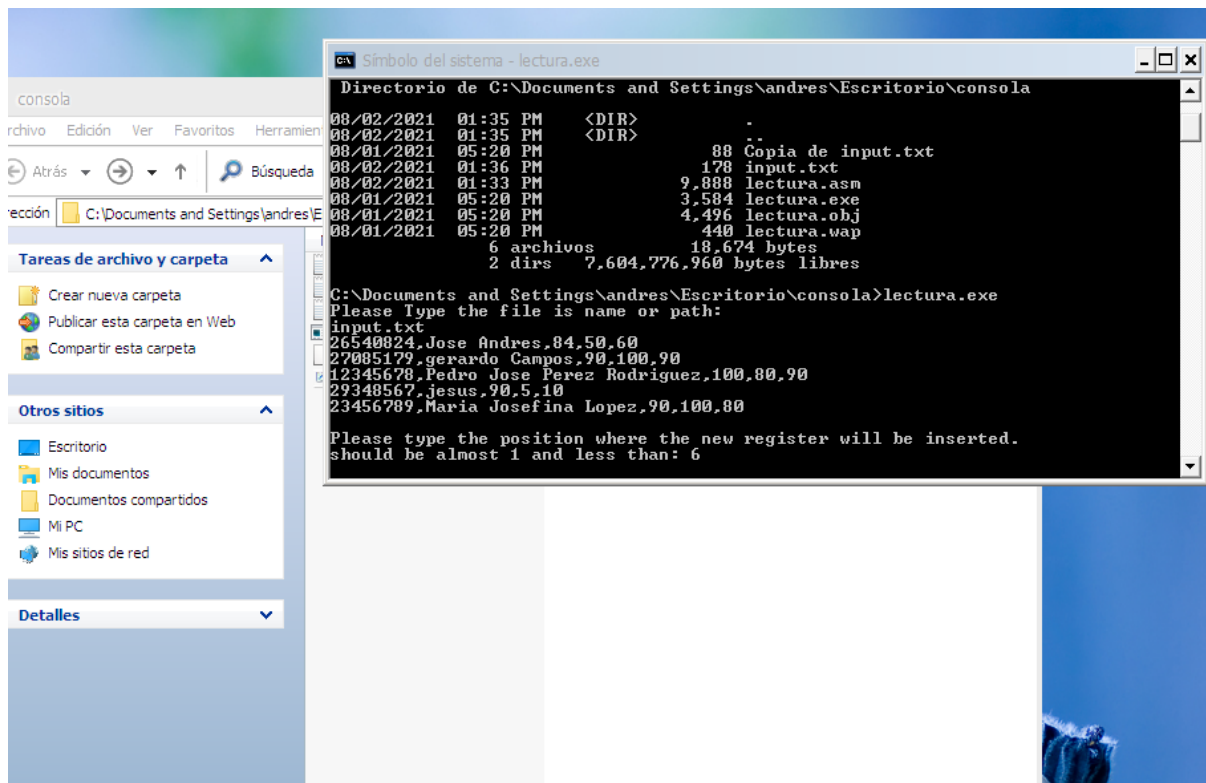 consola
rchivo Edición Ver Favoritos Herramien
Atrás Búsqueda
rección C:\Documents and Settings\andres\E
Tareas de archivo y carpeta
Crear nueva carpeta
Publicar esta carpeta en Web
Compartir esta carpeta
Otros sitios
Escritorio
Mis documentos
Documentos compartidos
Mi PC
Mis sitios de red
Detalles
Símbolo del sistema - lectura.exe
Directorio de C:\Documents and Settings\andres\Escritorio\consola
08/02/2021 01:35 PM <DIR> .
08/02/2021 01:35 PM <DIR> ..
08/01/2021 05:20 PM 88 Copia de input.txt
08/02/2021 01:36 PM 178 input.txt
08/02/2021 01:33 PM 9,888 lectura.asm
08/01/2021 05:20 PM 3,584 lectura.exe
08/01/2021 05:20 PM 4,496 lectura.obj
08/01/2021 05:20 PM 440 lectura.wap
6 archivos 18,674 bytes
2 dirs 7,604,776,960 bytes libres
C:\Documents and Settings\andres\Escritorio\consola>lectura.exe
Please Type the file is name or path:
input.txt
26540824,Jose Andres,84,50,60
27085179,gerardo Campos,90,100,90
12345678,Pedro Jose Perez Rodriguez,100,80,90
29348567,jesus,90,5,10
23456789,Maria Josefina Lopez,90,100,80
Please type the position where the new register will be inserted.
should be almost 1 and less than: 6